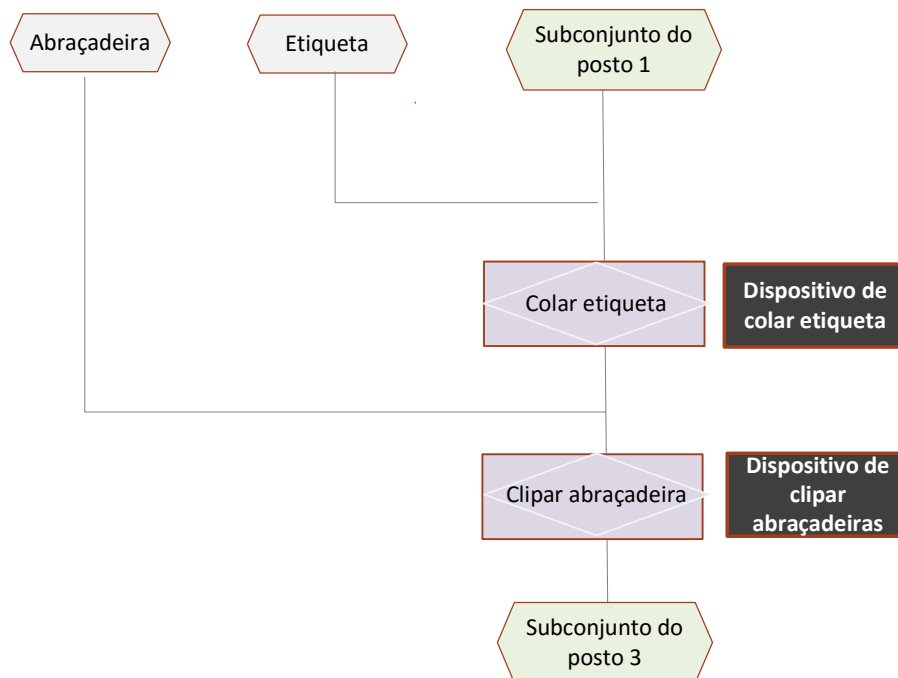 Abraçadeira
Etiqueta
Subconjunto do
posto 1
Colar etiqueta
Dispositivo de
colar etiqueta
Clipar abraçadeira
Dispositivo de
clipar
abraçadeiras
Subconjunto do
posto 3